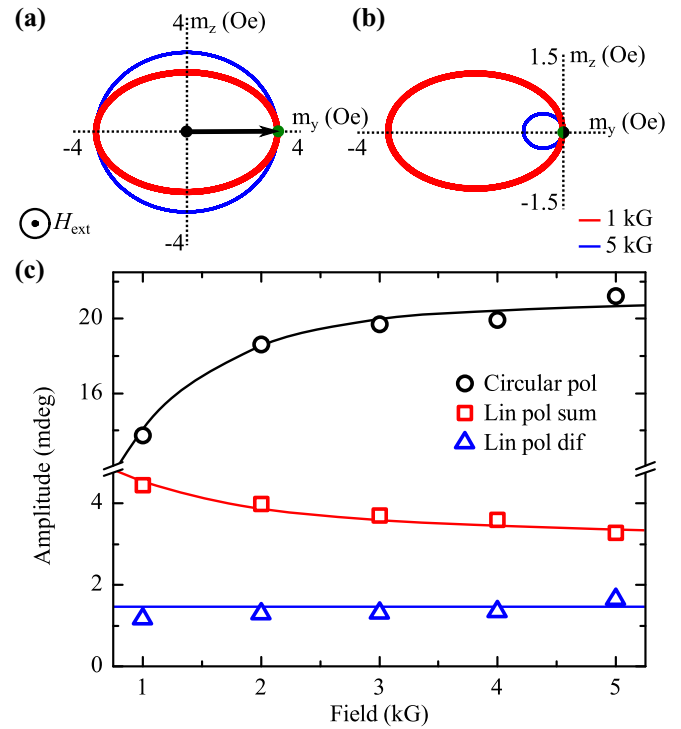 (a)
4
m_z (Oe)
m_y (Oe)
-4
4
-4
H_ext
(b)
1.5
m_z (Oe)
m_y (Oe)
-4
-1.5
1 kG
5 kG
(c)
20
16
4
2
0
Amplitude (mdeg)
Circular pol
Lin pol sum
Lin pol dif
1 2 3 4 5
Field (kG)